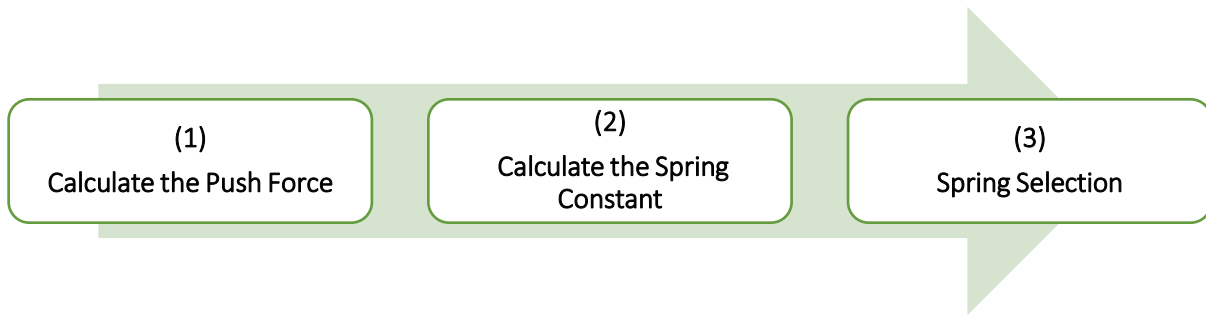 (1)
Calculate the Push Force
(2)
Calculate the Spring
Constant
(3)
Spring Selection